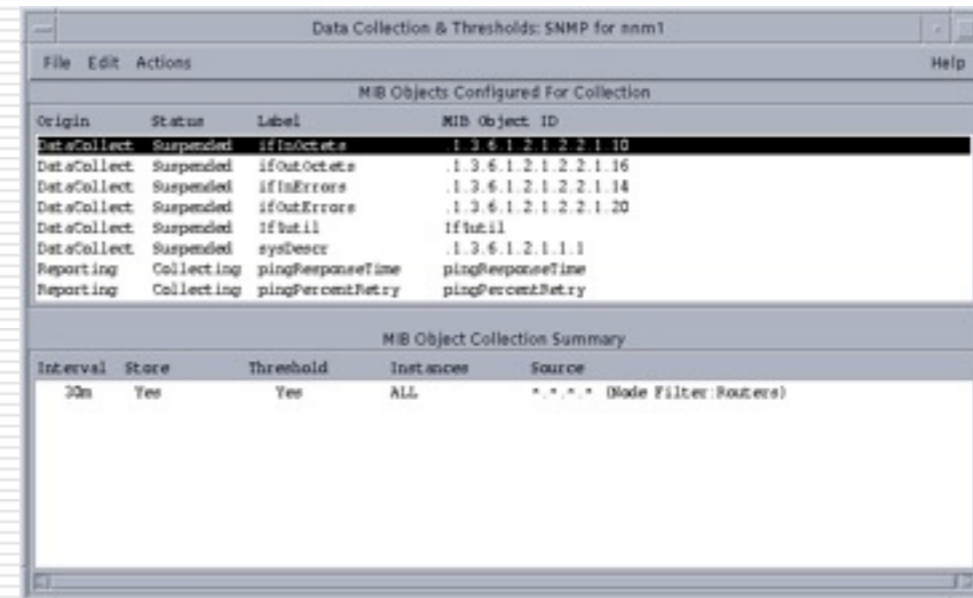 Data Collection & Thresholds: SNMP for nnm1
File Edit Actions Help
MIB Objects Configured For Collection
Origin Status Label MIB Object ID
DataCollect Suspended ifInOctets .1.3.6.1.2.1.2.2.1.10
DataCollect Suspended ifOutOctets .1.3.6.1.2.1.2.2.1.16
DataCollect Suspended ifInErrors .1.3.6.1.2.1.2.2.1.14
DataCollect Suspended ifOutErrors .1.3.6.1.2.1.2.2.1.20
DataCollect Suspended If%util If%util
DataCollect Suspended sysDescr .1.3.6.1.2.1.1.1
Reporting Collecting pingResponseTime pingResponseTime
Reporting Collecting pingPercentRetry pingPercentRetry
MIB Object Collection Summary
Interval Store Threshold Instances Source
30m Yes Yes ALL *.*.*.* (Node Filter:Routers)